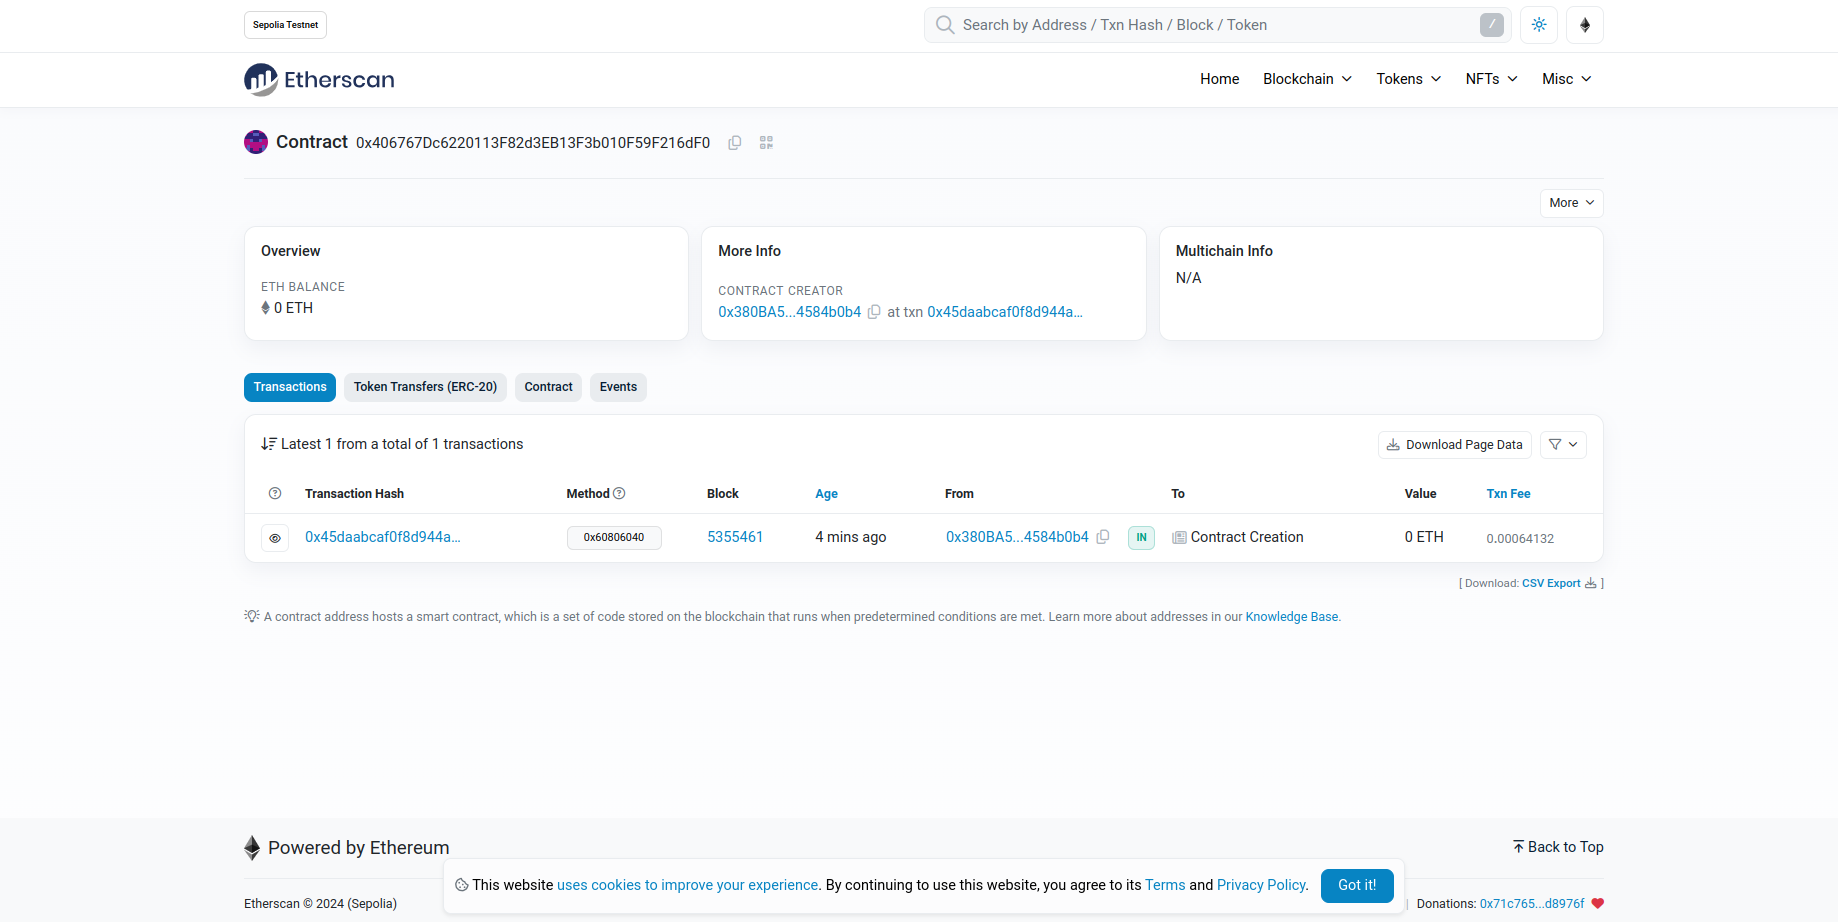 Sepolia Testnet
Search by Address / Txn Hash / Block / Token /
Etherscan
Home Blockchain Tokens NFTs Misc
Contract 0x406767Dc6220113F82d3EB13F3b010F59F216dF0
More
Overview
ETH BALANCE
0 ETH
More Info
CONTRACT CREATOR
0x380BA5...4584b0b4 at txn 0x45daabcaf0f8d944a...
Multichain Info
N/A
Transactions Token Transfers (ERC-20) Contract Events
Latest 1 from a total of 1 transactions
Download Page Data
Transaction Hash Method Block Age From To Value Txn Fee
0x45daabcaf0f8d944a... 0x60806040 5355461 4 mins ago 0x380BA5...4584b0b4 IN Contract Creation 0 ETH 0.00064132
[ Download: CSV Export ]
A contract address hosts a smart contract, which is a set of code stored on the blockchain that runs when predetermined conditions are met. Learn more about addresses in our Knowledge Base.
Powered by Ethereum
Back to Top
This website uses cookies to improve your experience. By continuing to use this website, you agree to its Terms and Privacy Policy.
Got it!
Etherscan © 2024 (Sepolia)
| Donations: 0x71c765...d8976f